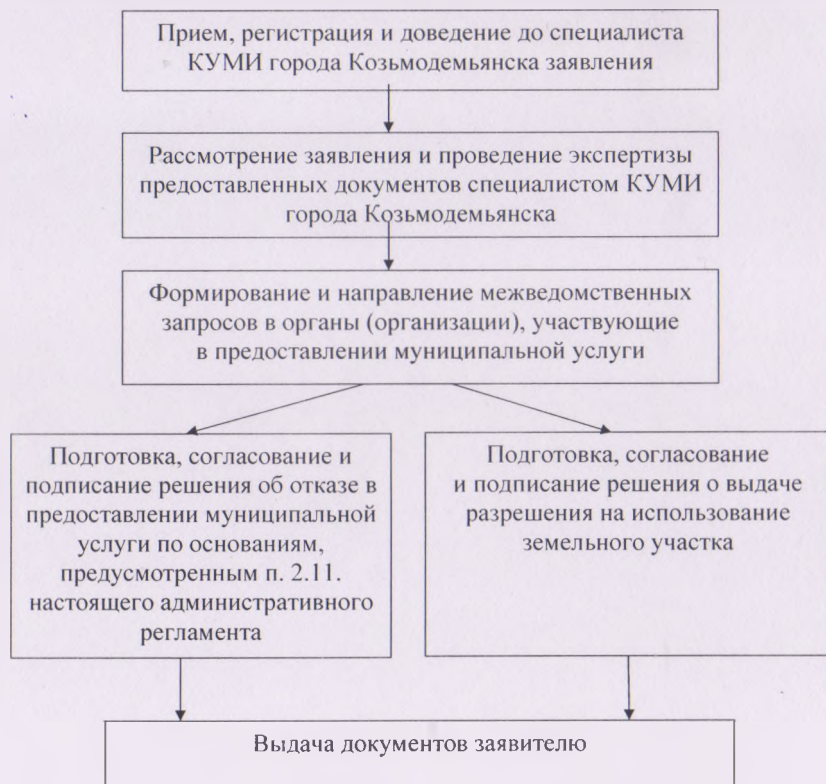 Прием, регистрация и доведение до специалиста
КУМИ города Козьмодемьянска заявления
Рассмотрение заявления и проведение экспертизы
предоставленных документов специалистом КУМИ
города Козьмодемьянска
Формирование и направление межведомственных
запросов в органы (организации), участвующие
в предоставлении муниципальной услуги
Подготовка, согласование и
подписание решения об отказе в
предоставлении муниципальной
услуги по основаниям,
предусмотренным п. 2.11.
настоящего административного
регламента
Подготовка, согласование
и подписание решения о выдаче
разрешения на использование
земельного участка
Выдача документов заявителю